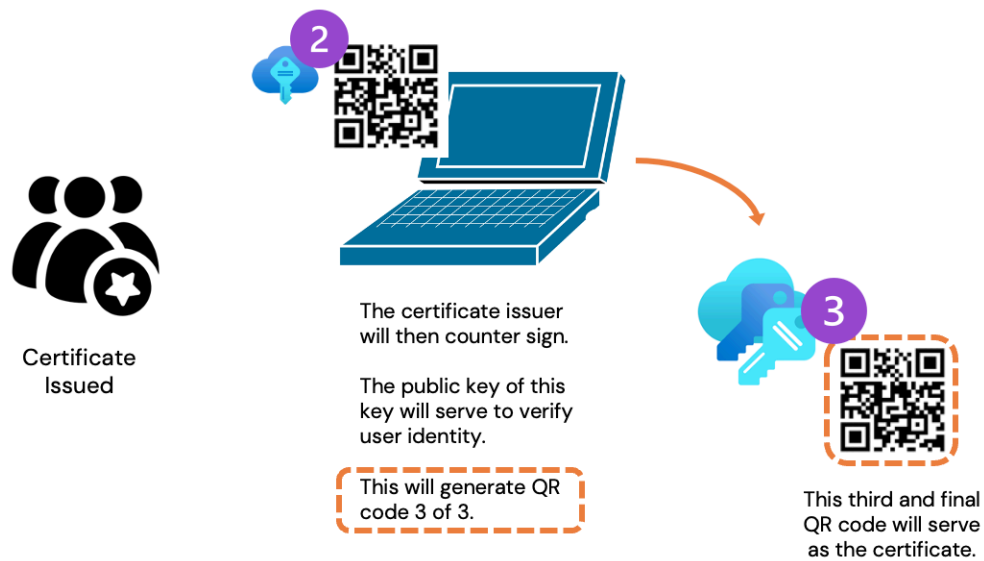 2
3
Certificate
Issued
The certificate issuer
will then counter sign.
The public key of this
key will serve to verify
user identity.
This will generate QR
code 3 of 3.
This third and final
QR code will serve
as the certificate.